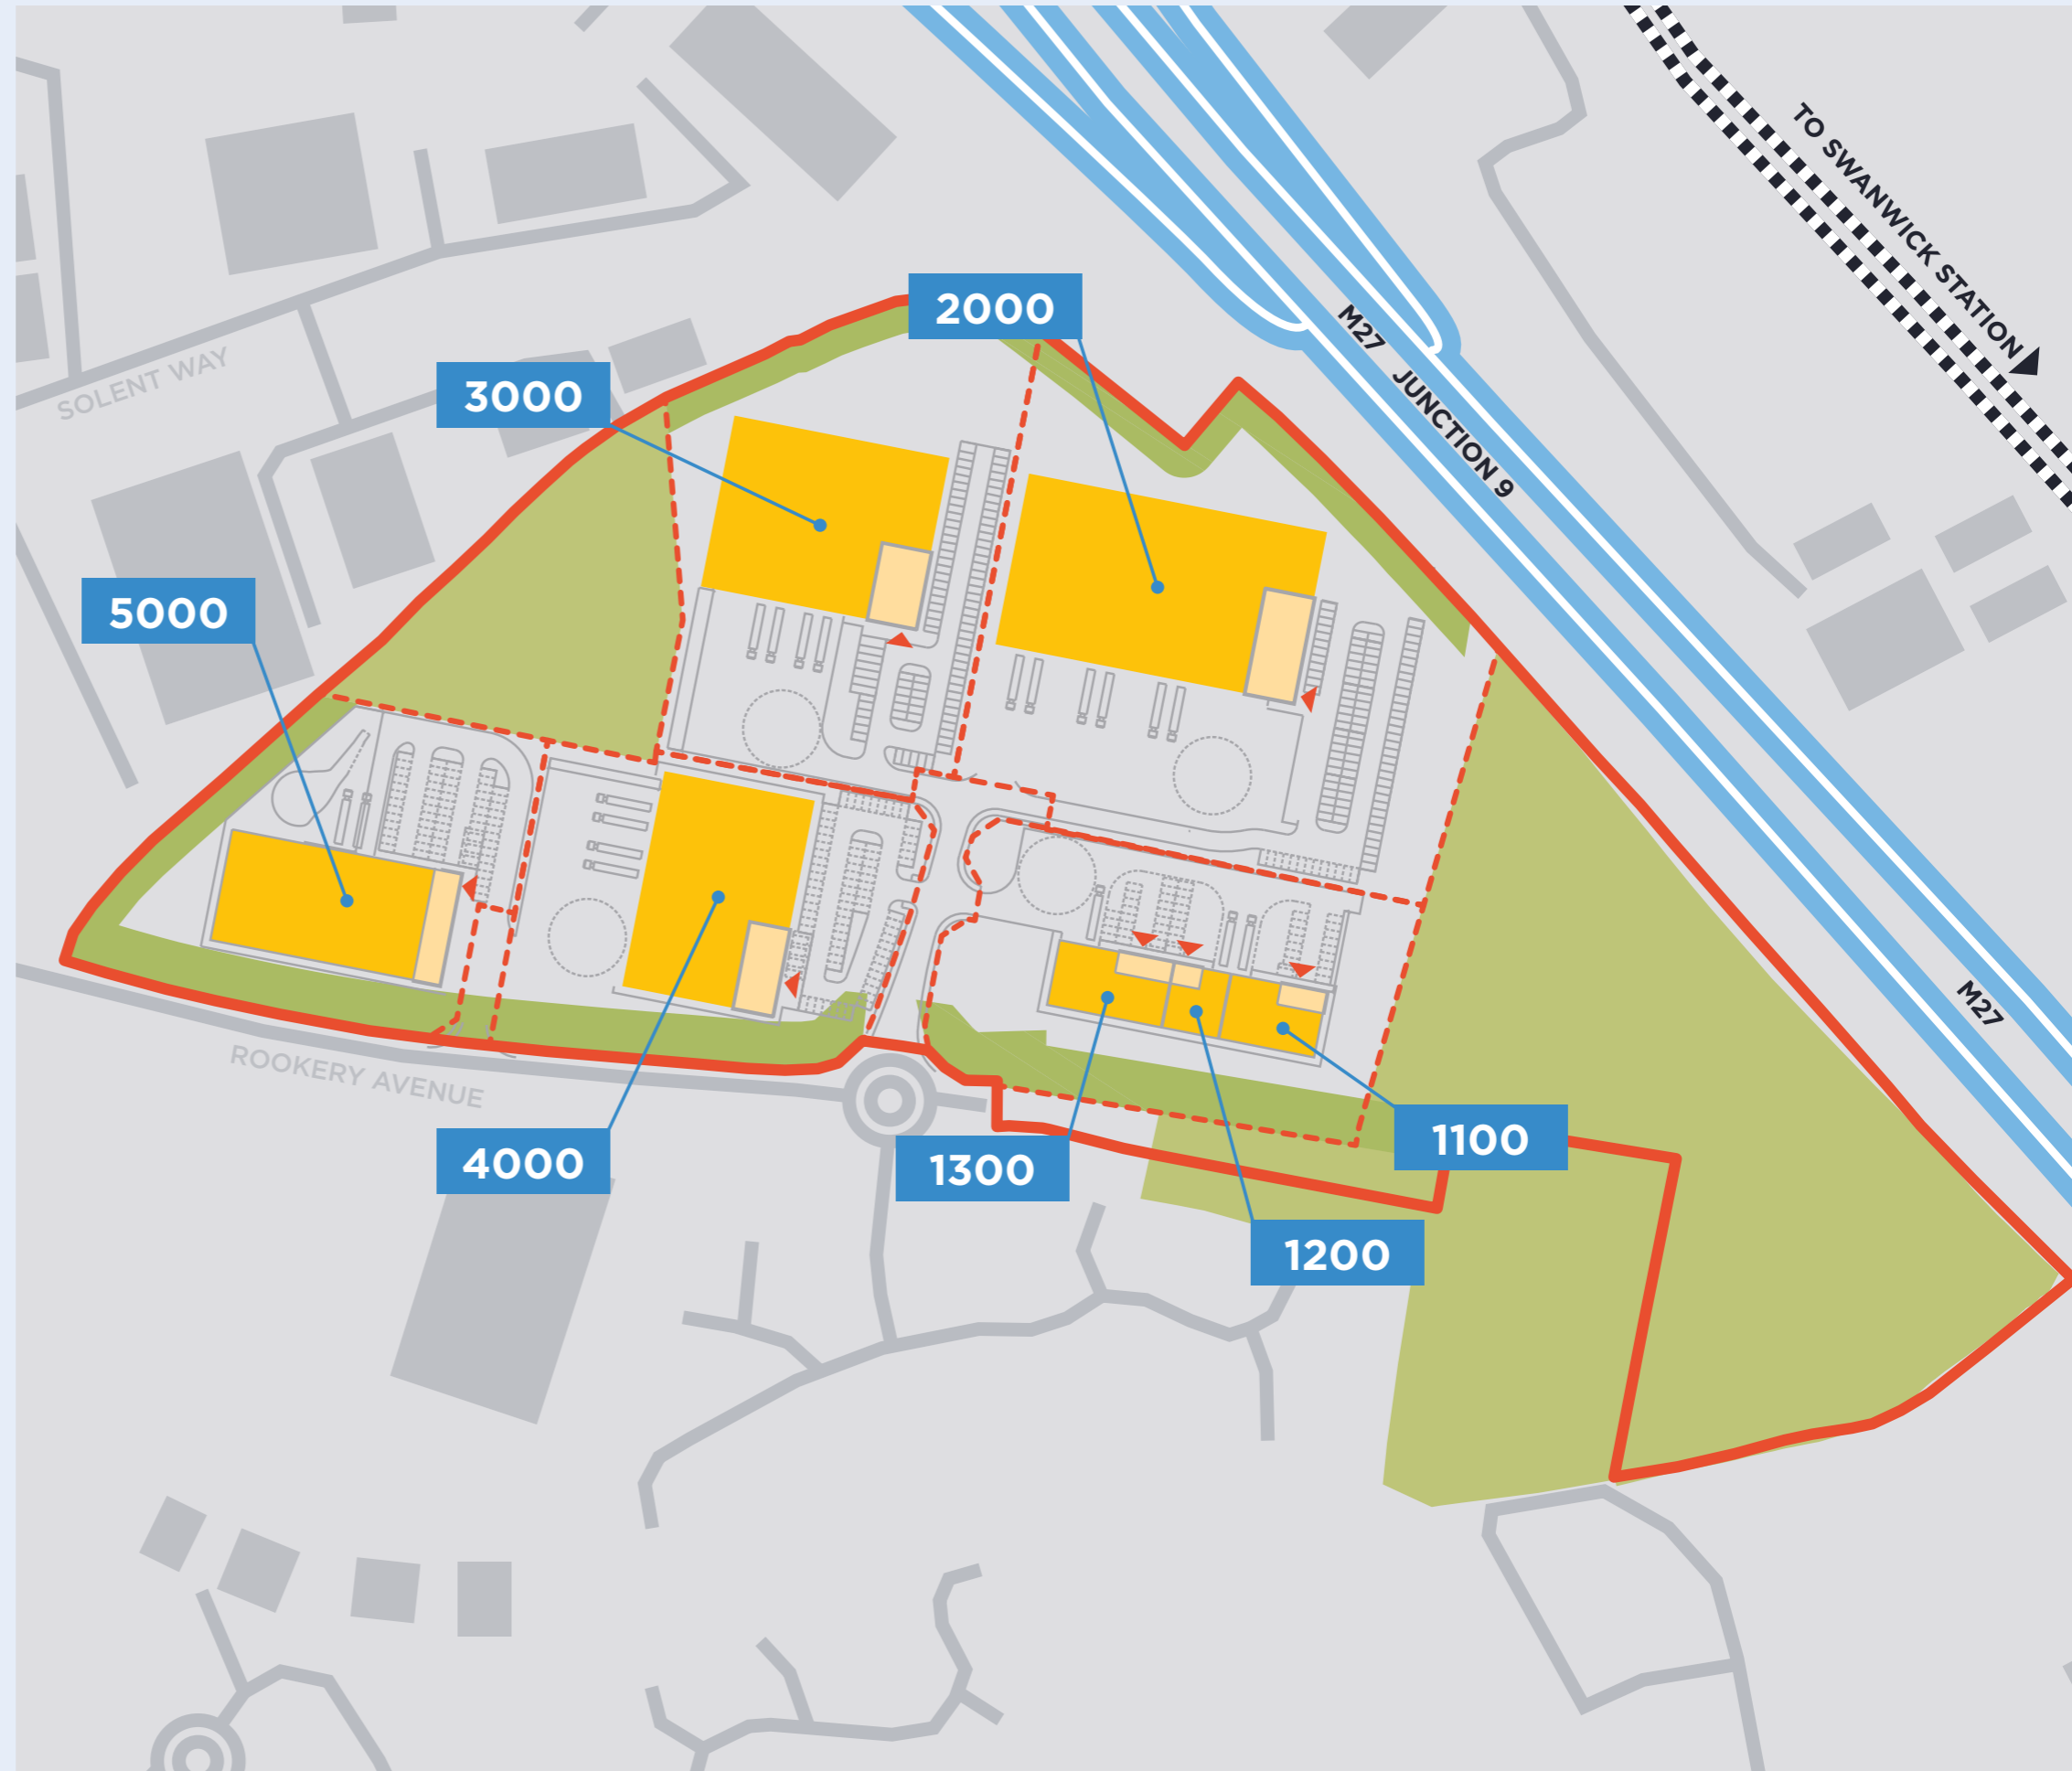 TO SWANWICK STATION
M27
JUNCTION 9
2000
3000
SOLENT WAY
5000
M27
ROOKERY AVENUE
4000
1300
1100
1200